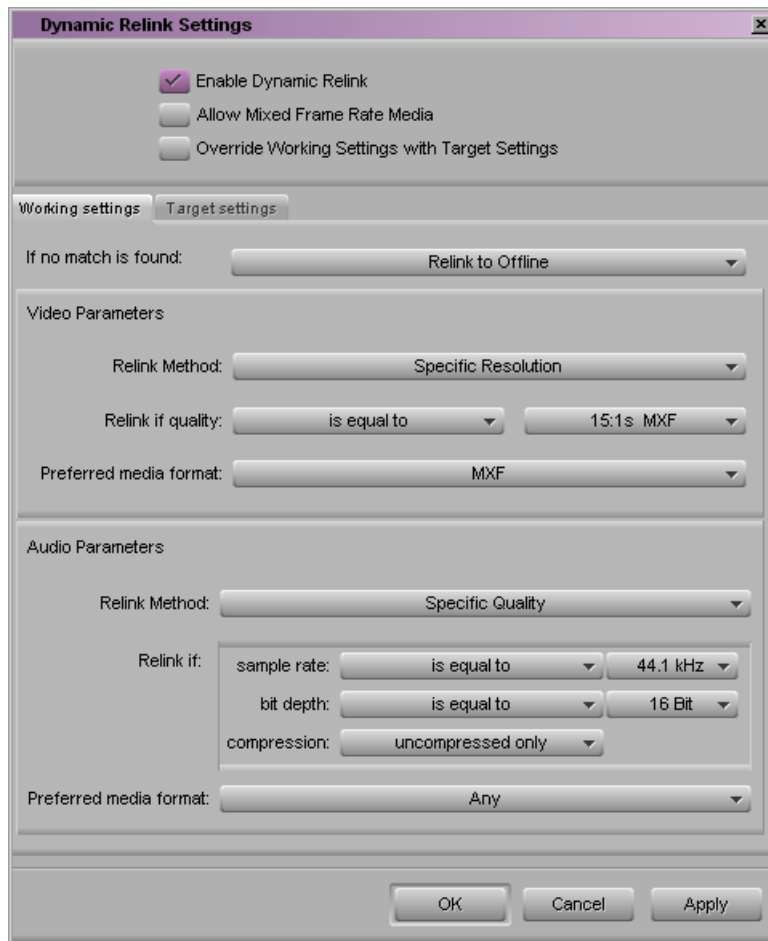 Dynamic Relink Settings
Enable Dynamic Relink
Allow Mixed Frame Rate Media
Override Working Settings with Target Settings
Working settings Target settings
If no match is found: Relink to Offline
Video Parameters
Relink Method: Specific Resolution
Relink if quality: is equal to 15:1s MXF
Preferred media format: MXF
Audio Parameters
Relink Method: Specific Quality
Relink if: sample rate: is equal to 44.1 kHz
bit depth: is equal to 16 Bit
compression: uncompressed only
Preferred media format: Any
OK Cancel Apply